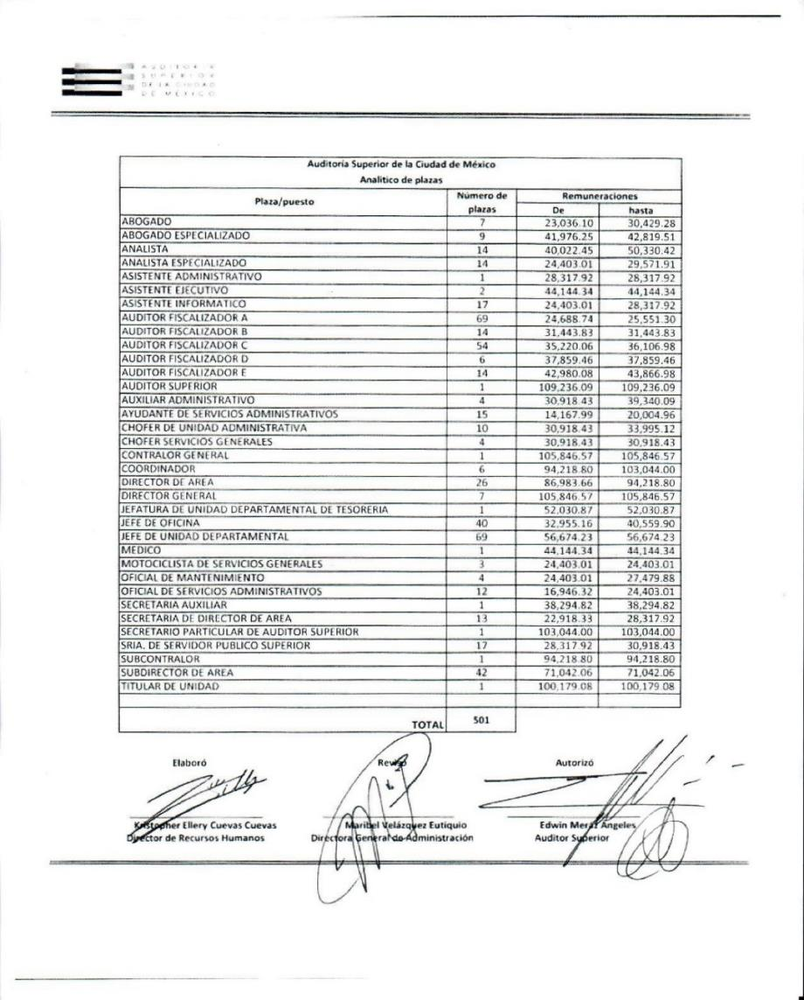 AUDITORÍA
SUPERIOR
DE LA CIUDAD
DE MÉXICO
Auditoría Superior de la Ciudad de México
Analítico de plazas
Plaza/puesto Número de plazas Remuneraciones
De hasta
ABOGADO 7 23,036.10 30,429.28
ABOGADO ESPECIALIZADO 9 41,976.25 42,819.51
ANALISTA 14 40,022.45 50,330.42
ANALISTA ESPECIALIZADO 14 24,403.01 29,571.91
ASISTENTE ADMINISTRATIVO 1 28,317.92 28,317.92
ASISTENTE EJECUTIVO 2 44,144.34 44,144.34
ASISTENTE INFORMATICO 17 24,403.01 28,317.92
AUDITOR FISCALIZADOR A 69 24,688.74 25,551.30
AUDITOR FISCALIZADOR B 14 31,443.83 31,443.83
AUDITOR FISCALIZADOR C 54 35,220.06 36,106.98
AUDITOR FISCALIZADOR D 6 37,859.46 37,859.46
AUDITOR FISCALIZADOR E 14 42,980.08 43,866.98
AUDITOR SUPERIOR 1 109,236.09 109,236.09
AUXILIAR ADMINISTRATIVO 4 30,918.43 39,340.09
AYUDANTE DE SERVICIOS ADMINISTRATIVOS 15 14,167.99 20,004.96
CHOFER DE UNIDAD ADMINISTRATIVA 10 30,918.43 33,995.12
CHOFER SERVICIOS GENERALES 4 30,918.43 30,918.43
CONTRALOR GENERAL 1 105,846.57 105,846.57
COORDINADOR 6 94,218.80 103,044.00
DIRECTOR DE AREA 26 86,983.66 94,218.80
DIRECTOR GENERAL 7 105,846.57 105,846.57
JEFATURA DE UNIDAD DEPARTAMENTAL DE TESORERIA 1 52,030.87 52,030.87
JEFE DE OFICINA 40 32,955.16 40,559.90
JEFE DE UNIDAD DEPARTAMENTAL 69 56,674.23 56,674.23
MEDICO 1 44,144.34 44,144.34
MOTOCICLISTA DE SERVICIOS GENERALES 3 24,403.01 24,403.01
OFICIAL DE MANTENIMIENTO 4 24,403.01 27,479.88
OFICIAL DE SERVICIOS ADMINISTRATIVOS 12 16,946.32 24,403.01
SECRETARIA AUXILIAR 1 38,294.82 38,294.82
SECRETARIA DE DIRECTOR DE AREA 13 22,918.33 28,317.92
SECRETARIO PARTICULAR DE AUDITOR SUPERIOR 1 103,044.00 103,044.00
SRIA. DE SERVIDOR PUBLICO SUPERIOR 17 28,317.92 30,918.43
SUBCONTRALOR 1 94,218.80 94,218.80
SUBDIRECTOR DE AREA 42 71,042.06 71,042.06
TITULAR DE UNIDAD 1 100,179.08 100,179.08
TOTAL 501
Elaboró Revisó Autorizó
Kristopher Ellery Cuevas Cuevas Maribel Velázquez Eutiquio Edwin Meraz Angeles
Director de Recursos Humanos Directora General de Administración Auditor Superior